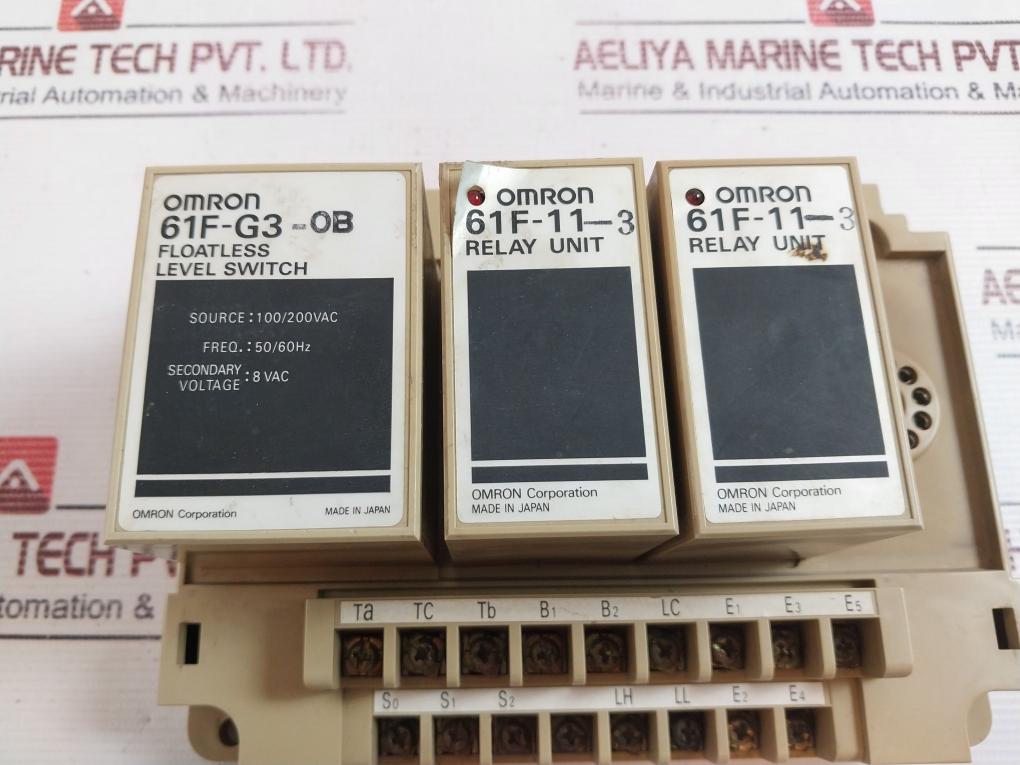 RINE TECH PVT. LTD.
rial Automation & Machinery
AELIYA MARINE TECH PVT
Marine & Industrial Automation & Ma
OMRON
61F-G3-0B
FLOATLESS
LEVEL SWITCH
SOURCE: 100/200VAC
FREQ.: 50/60Hz
SECONDARY
VOLTAGE: 8 VAC
OMRON Corporation MADE IN JAPAN
OMRON
61F-11-3
RELAY UNIT
OMRON Corporation
MADE IN JAPAN
OMRON
61F-11-3
RELAY UNIT
OMRON Corporation
MADE IN JAPAN
AE
Ma
TECH P
tomation &
Ta TC Tb B1 B2 LC E1 E3 E5
S0 S1 S2 LH LL E2 E4